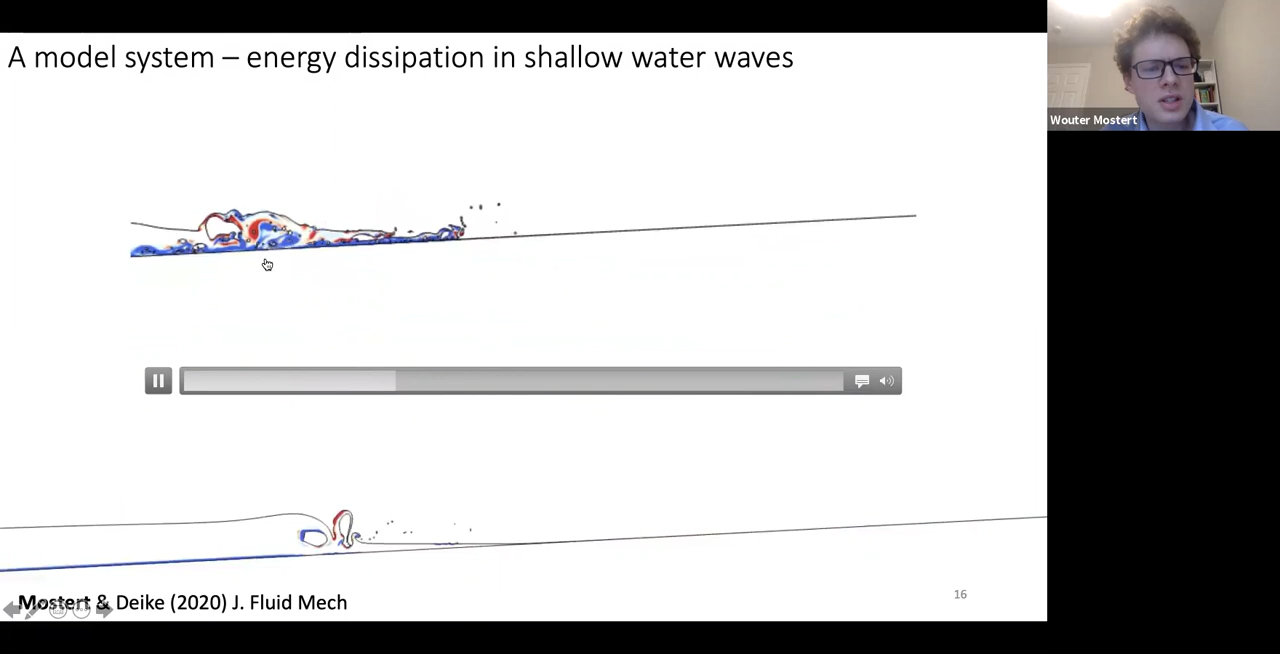 A model system – energy dissipation in shallow water waves
Wouter Mostert
Mostert & Deike (2020) J. Fluid Mech
16